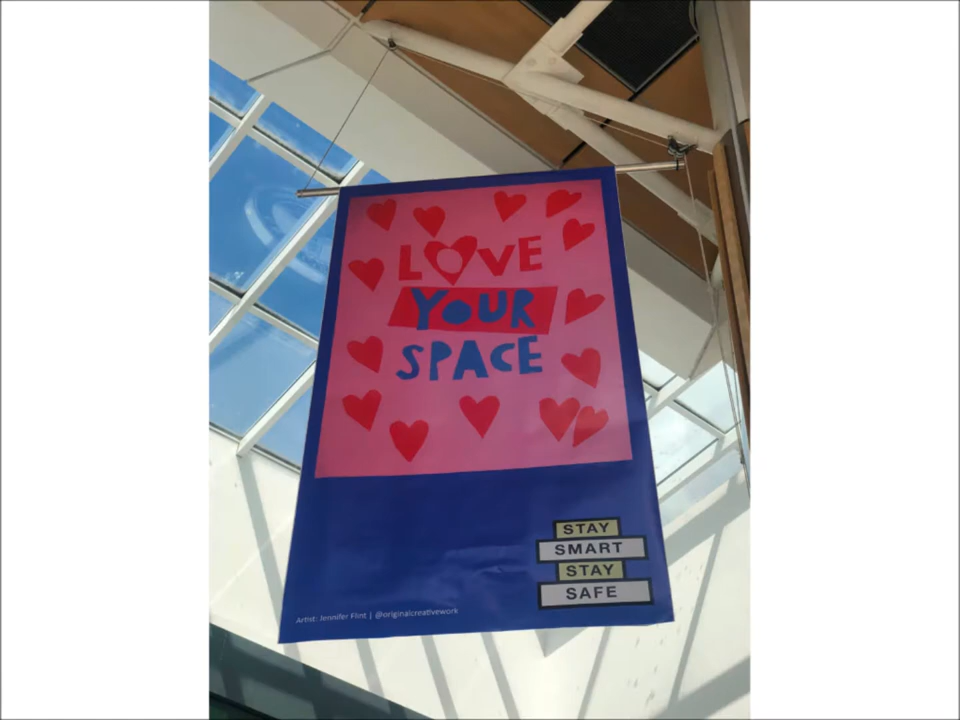 LOVE
YOUR
SPACE
STAY
SMART
STAY
SAFE
Artist: Jennifer Flint | @originalcreativework